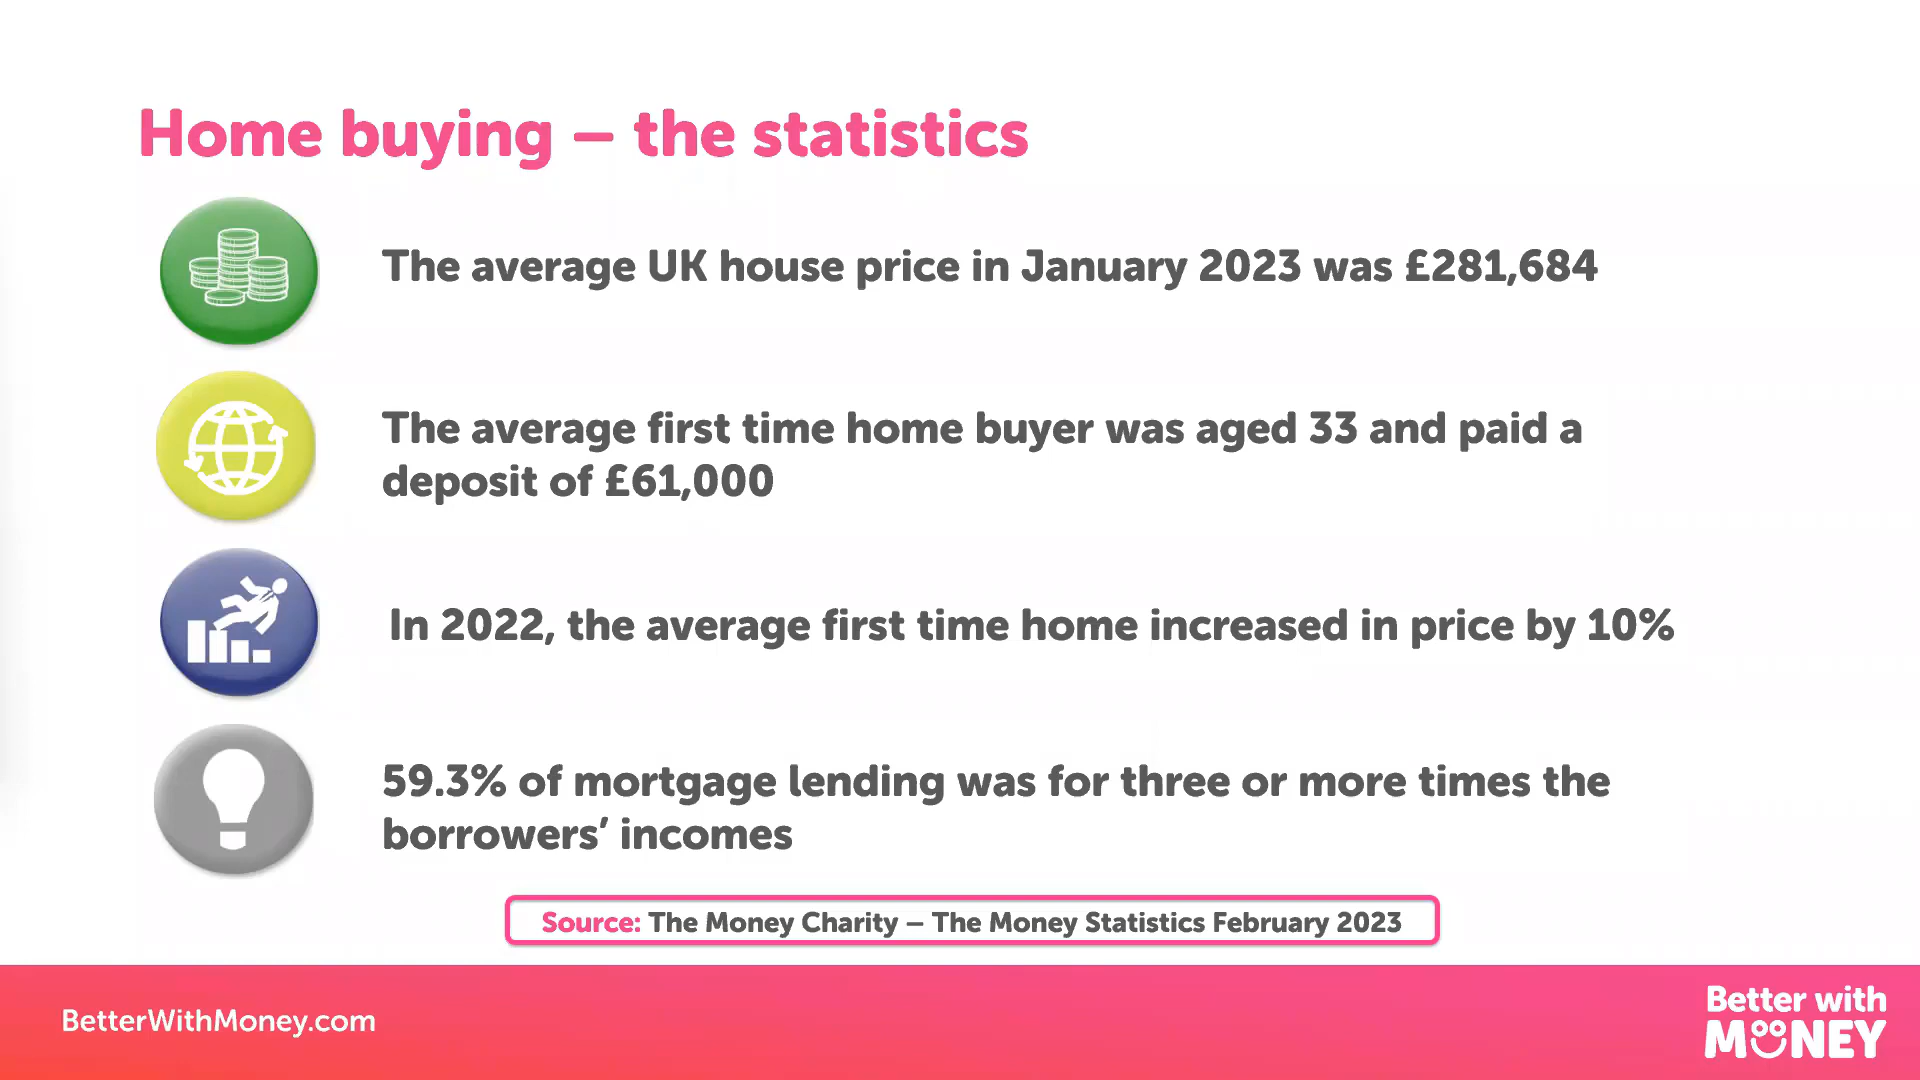 Home buying – the statistics
The average UK house price in January 2023 was £281,684
The average first time home buyer was aged 33 and paid a
deposit of £61,000
In 2022, the average first time home increased in price by 10%
59.3% of mortgage lending was for three or more times the
borrowers’ incomes
Source: The Money Charity – The Money Statistics February 2023
BetterWithMoney.com
Better with
MONEY